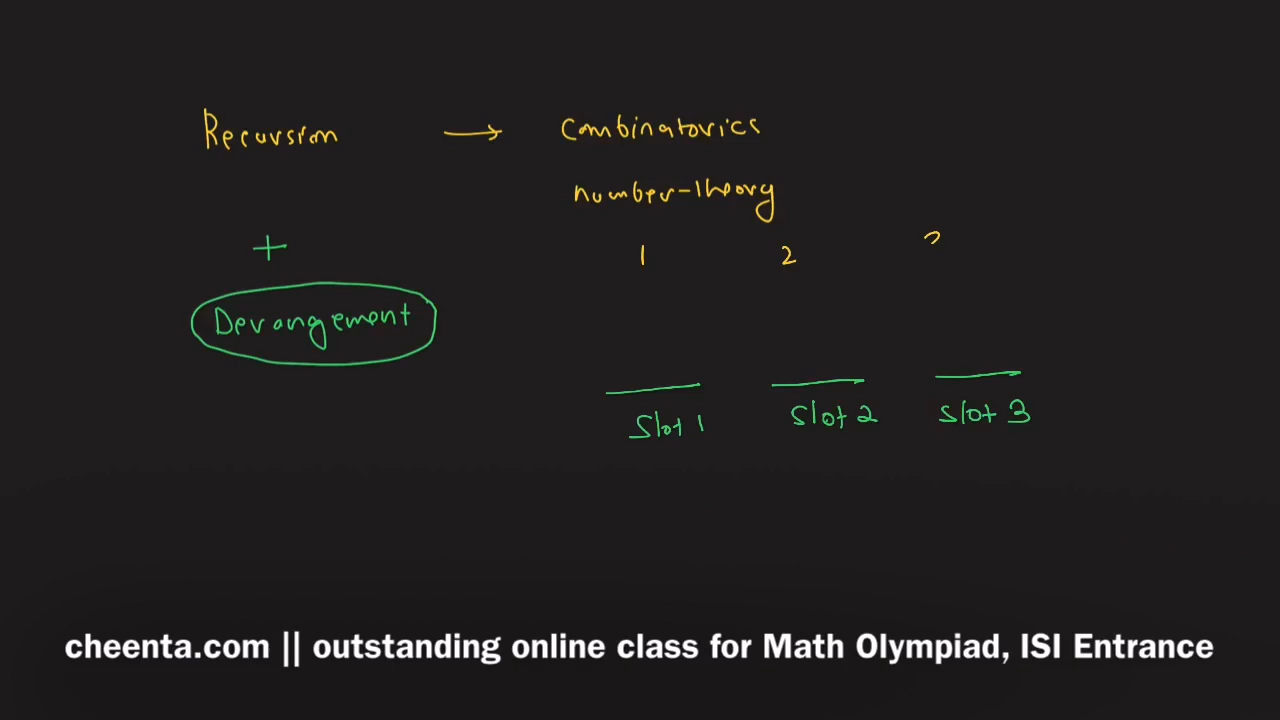 Recursion → Combinatorics
number-theory
+
1 2
Derangement
Slot 1 Slot 2 Slot 3
cheenta.com || outstanding online class for Math Olympiad, ISI Entrance